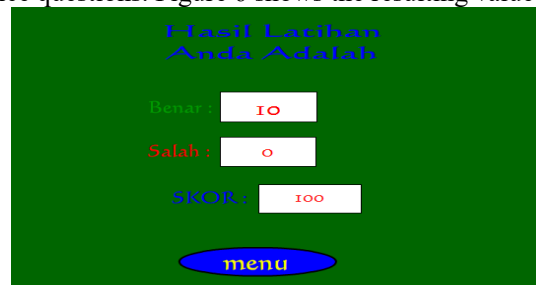 Hasil Latihan
Anda Adalah
Benar : 10
Salah : 0
SKOR : 100
menu